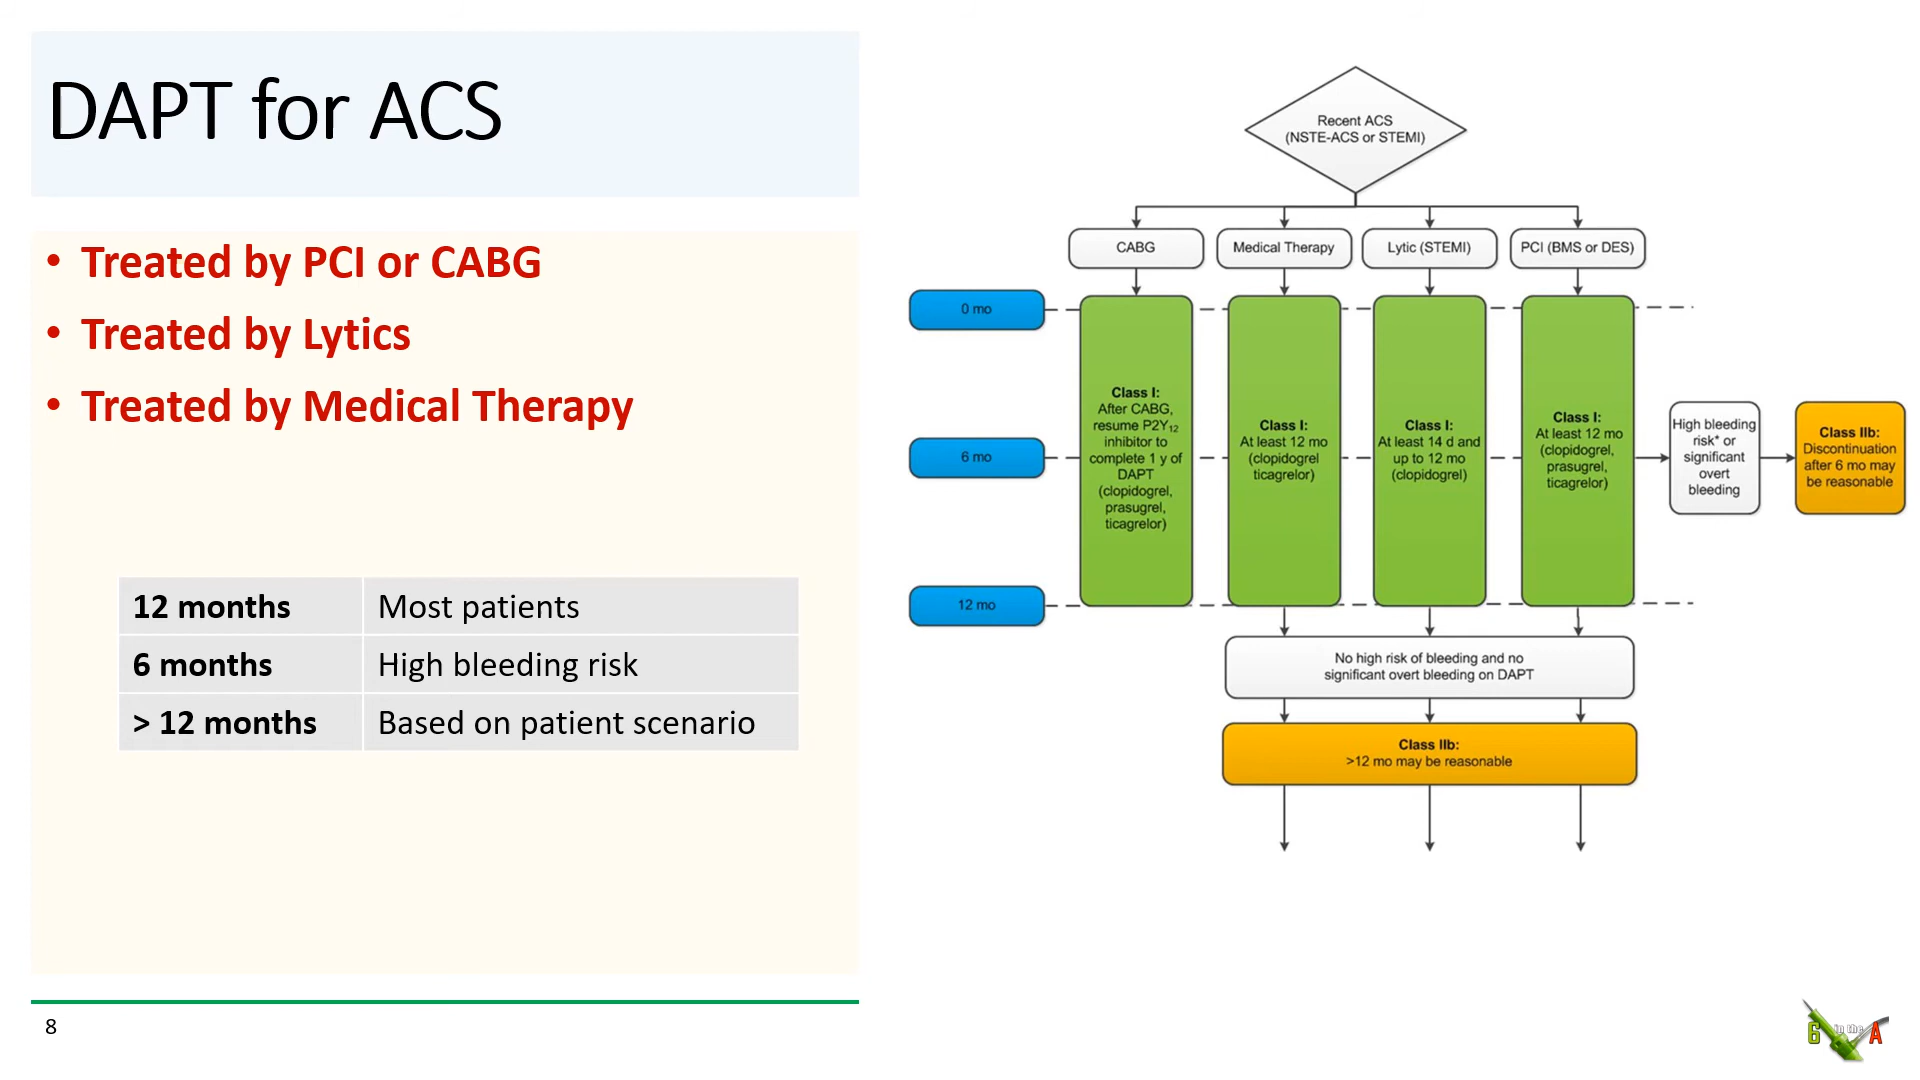 DAPT for ACS
• Treated by PCI or CABG
• Treated by Lytics
• Treated by Medical Therapy
12 months Most patients
6 months High bleeding risk
> 12 months Based on patient scenario
8
Recent ACS
(NSTE-ACS or STEMI)
CABG
Medical Therapy
Lytic (STEMI)
PCI (BMS or DES)
0 mo
6 mo
12 mo
Class I:
After CABG,
resume P2Y₁₂
inhibitor to
complete 1 y of
DAPT
(clopidogrel,
prasugrel,
ticagrelor)
Class I:
At least 12 mo
(clopidogrel
ticagrelor)
Class I:
At least 14 d and
up to 12 mo
(clopidogrel)
Class I:
At least 12 mo
(clopidogrel,
prasugrel,
ticagrelor)
High bleeding
risk* or
significant
overt
bleeding
Class IIb:
Discontinuation
after 6 mo may
be reasonable
No high risk of bleeding and no
significant overt bleeding on DAPT
Class IIb:
>12 mo may be reasonable
6 in the A